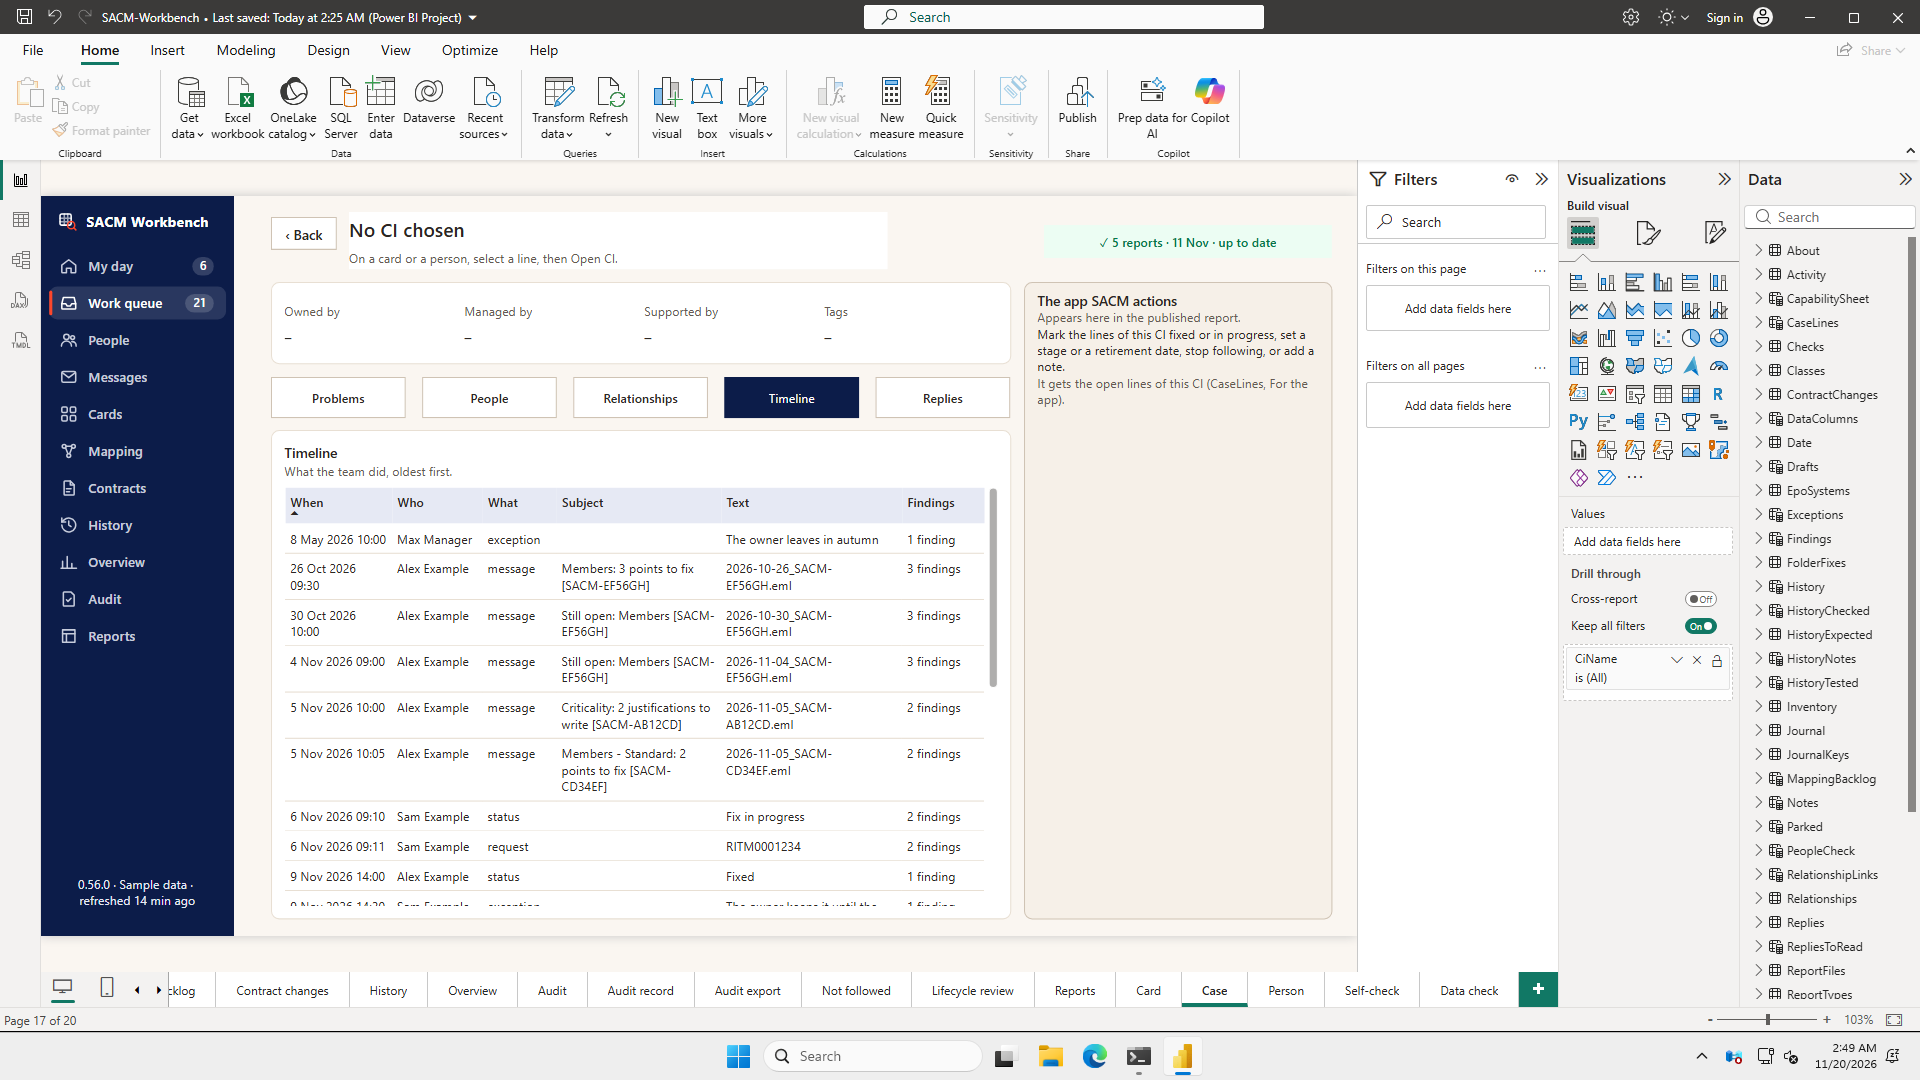 SACM-Workbench • Last saved: Today at 2:25 AM (Power BI Project)
Search
Sign in
File
Home
Insert
Modeling
Design
View
Optimize
Help
Share
Paste
Cut
Copy
Format painter
Clipboard
Get data
Excel workbook
OneLake catalog
SQL Server
Enter data
Dataverse
Recent sources
Data
Transform data
Refresh
Queries
New visual
Text box
More visuals
Insert
New visual calculation
New measure
Quick measure
Calculations
Sensitivity
Sensitivity
Publish
Share
Prep data for AI
Copilot
Copilot
SACM Workbench
My day 6
Work queue 21
People
Messages
Cards
Mapping
Contracts
History
Overview
Audit
Reports
0.56.0 · Sample data ·
refreshed 14 min ago
‹ Back
No CI chosen
On a card or a person, select a line, then Open CI.
✓ 5 reports · 11 Nov · up to date
Owned by
–
Managed by
–
Supported by
–
Tags
–
Problems
People
Relationships
Timeline
Replies
Timeline
What the team did, oldest first.
When Who What Subject Text Findings
8 May 2026 10:00 Max Manager exception The owner leaves in autumn 1 finding
26 Oct 2026 09:30 Alex Example message Members: 3 points to fix [SACM-EF56GH] 2026-10-26_SACM-EF56GH.eml 3 findings
30 Oct 2026 10:00 Alex Example message Still open: Members [SACM-EF56GH] 2026-10-30_SACM-EF56GH.eml 3 findings
4 Nov 2026 09:00 Alex Example message Still open: Members [SACM-EF56GH] 2026-11-04_SACM-EF56GH.eml 3 findings
5 Nov 2026 10:00 Alex Example message Criticality: 2 justifications to write [SACM-AB12CD] 2026-11-05_SACM-AB12CD.eml 2 findings
5 Nov 2026 10:05 Alex Example message Members - Standard: 2 points to fix [SACM-CD34EF] 2026-11-05_SACM-CD34EF.eml 2 findings
6 Nov 2026 09:10 Sam Example status Fix in progress 2 findings
6 Nov 2026 09:11 Sam Example request RITM0001234 2 findings
9 Nov 2026 14:00 Alex Example status Fixed 1 finding
9 Nov 2026 14:30 Sam Example exception The owner keeps it until the 1 finding
The app SACM actions
Appears here in the published report.
Mark the lines of this CI fixed or in progress, set a
stage or a retirement date, stop following, or add a
note.
It gets the open lines of this CI (CaseLines, For the
app).
Filters
Search
Filters on this page
...
Add data fields here
Filters on all pages
...
Add data fields here
Visualizations
Build visual
123
R
Py
...
Values
Add data fields here
Drill through
Cross-report Off
Keep all filters On
CiName
is (All)
Data
Search
About
Activity
CapabilitySheet
CaseLines
Checks
Classes
ContractChanges
DataColumns
Date
Drafts
EpoSystems
Exceptions
Findings
FolderFixes
History
HistoryChecked
HistoryExpected
HistoryNotes
HistoryTested
Inventory
Journal
JournalKeys
MappingBacklog
Notes
Parked
PeopleCheck
RelationshipLinks
Relationships
Replies
RepliesToRead
ReportFiles
ReportTypes
DAX
TMDL
cklog
Contract changes
History
Overview
Audit
Audit record
Audit export
Not followed
Lifecycle review
Reports
Card
Case
Person
Self-check
Data check
+
Page 17 of 20
- + 103%
Search
2:49 AM
11/20/2026